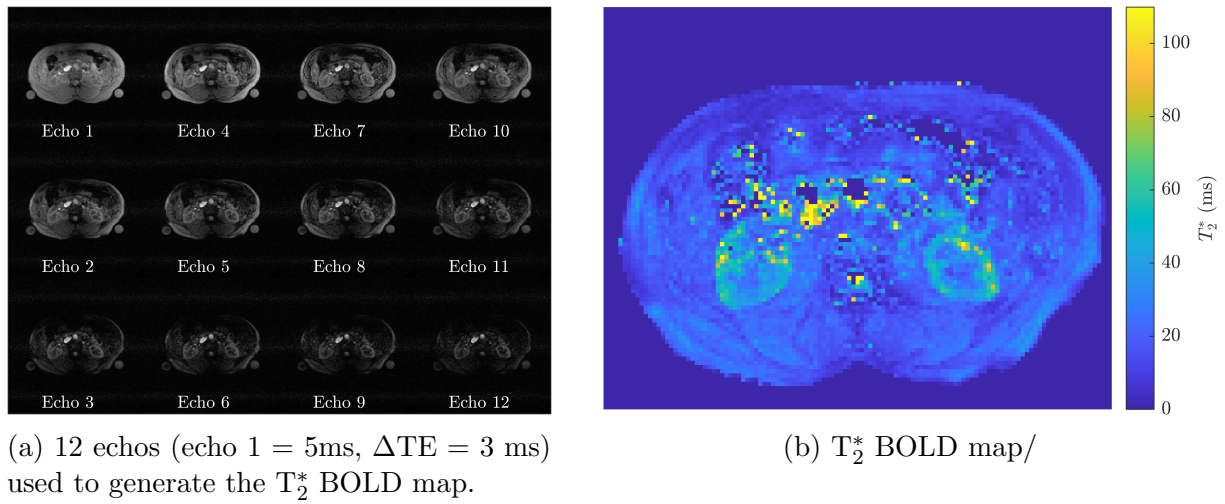 Echo 1 Echo 4 Echo 7 Echo 10
Echo 2 Echo 5 Echo 8 Echo 11
Echo 3 Echo 6 Echo 9 Echo 12
100
80
60
40
20
0
T₂* (ms)
(a) 12 echos (echo 1 = 5ms, ΔTE = 3 ms)
used to generate the T₂* BOLD map.
(b) T₂* BOLD map/